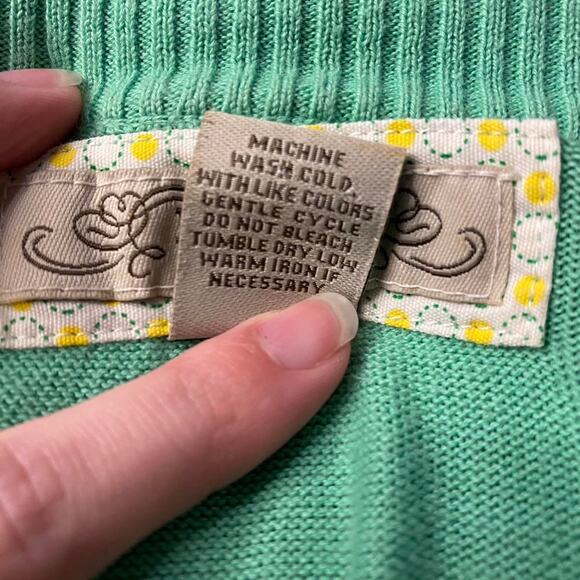 MACHINE
WASH COLD,
WITH LIKE COLORS
GENTLE CYCLE
DO NOT BLEACH
TUMBLE DRY LOW
WARM IRON IF
NECESSARY